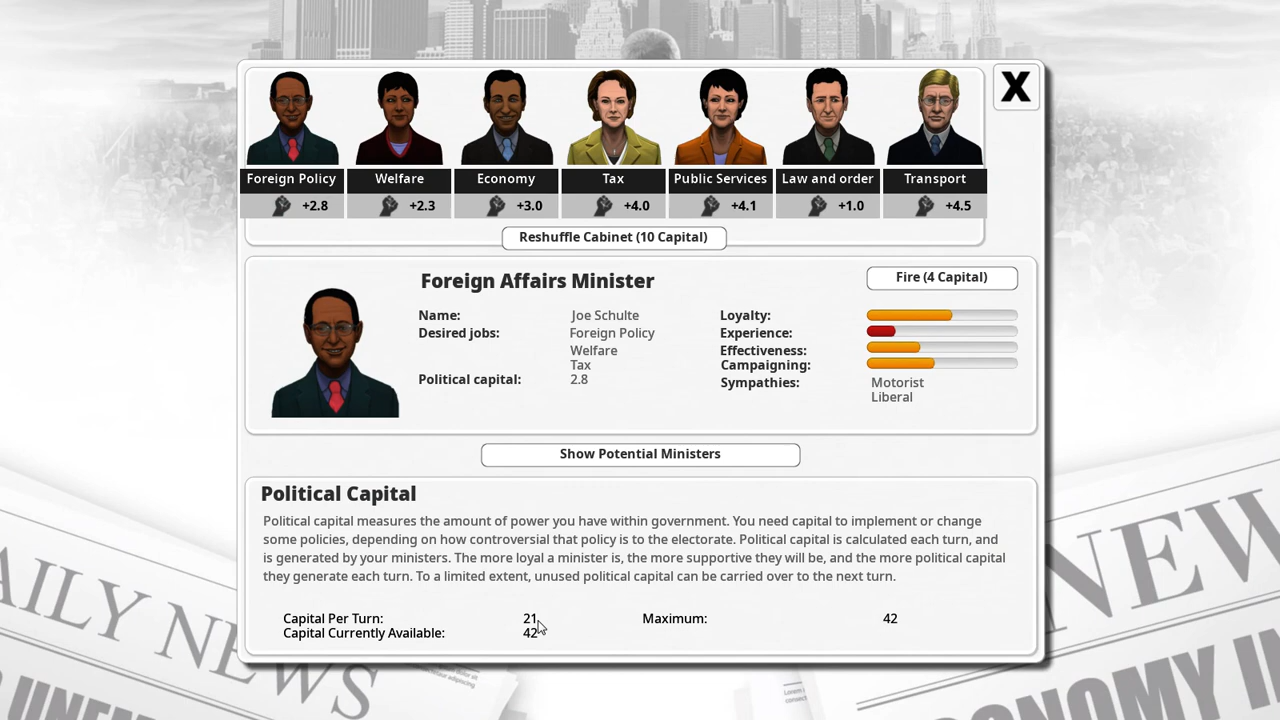 X
Foreign Policy Welfare Economy Tax Public Services Law and order Transport
+2.8 +2.3 +3.0 +4.0 +4.1 +1.0 +4.5
Reshuffle Cabinet (10 Capital)
Foreign Affairs Minister
Fire (4 Capital)
Name: Joe Schulte
Desired jobs: Foreign Policy
Welfare
Tax
Political capital: 2.8
Loyalty:
Experience:
Effectiveness:
Campaigning:
Sympathies: Motorist
Liberal
Show Potential Ministers
Political Capital
Political capital measures the amount of power you have within government. You need capital to implement or change
some policies, depending on how controversial that policy is to the electorate. Political capital is calculated each turn, and
is generated by your ministers. The more loyal a minister is, the more supportive they will be, and the more political capital
they generate each turn. To a limited extent, unused political capital can be carried over to the next turn.
Capital Per Turn: 21 Maximum: 42
Capital Currently Available: 42
AILY NEWS
NEW
ONOMY IN